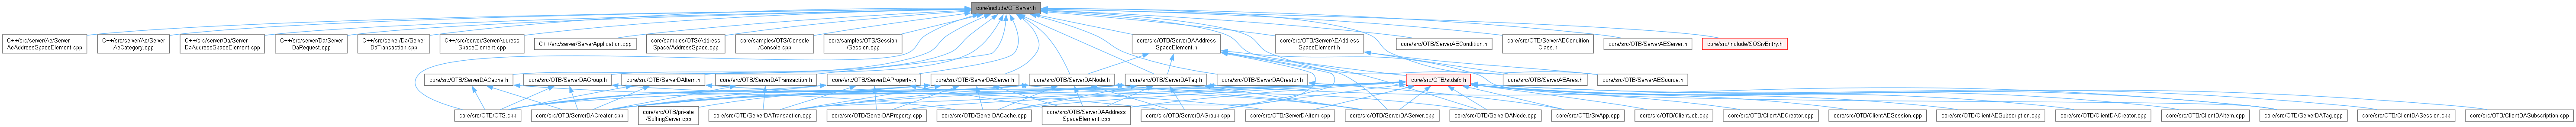 core/include/OTServer.h
C++/src/server/Ae/Server
AeAddressSpaceElement.cpp
C++/src/server/Ae/Server
AeCategory.cpp
C++/src/server/Da/Server
DaAddressSpaceElement.cpp
C++/src/server/Da/Server
DaRequest.cpp
C++/src/server/Da/Server
DaTransaction.cpp
C++/src/server/ServerAddress
SpaceElement.cpp
C++/src/server/ServerApplication.cpp
core/samples/OTS/Address
Space/AddressSpace.cpp
core/samples/OTS/Console
/Console.cpp
core/samples/OTS/Session
/Session.cpp
core/src/OTB/ServerDAAddress
SpaceElement.h
core/src/OTB/ServerAEAddress
SpaceElement.h
core/src/OTB/ServerAECondition.h
core/src/OTB/ServerAECondition
Class.h
core/src/OTB/ServerAEServer.h
core/src/include/SOSrvEntry.h
core/src/OTB/ServerDACache.h
core/src/OTB/ServerDAGroup.h
core/src/OTB/ServerDAItem.h
core/src/OTB/ServerDATransaction.h
core/src/OTB/ServerDAProperty.h
core/src/OTB/ServerDAServer.h
core/src/OTB/ServerDANode.h
core/src/OTB/ServerDATag.h
core/src/OTB/ServerDACreator.h
core/src/OTB/stdafx.h
core/src/OTB/ServerAEArea.h
core/src/OTB/ServerAESource.h
core/src/OTB/OTS.cpp
core/src/OTB/ServerDACreator.cpp
core/src/OTB/private
/SoftingServer.cpp
core/src/OTB/ServerDATransaction.cpp
core/src/OTB/ServerDAProperty.cpp
core/src/OTB/ServerDACache.cpp
core/src/OTB/ServerDAAddress
SpaceElement.cpp
core/src/OTB/ServerDAGroup.cpp
core/src/OTB/ServerDAItem.cpp
core/src/OTB/ServerDAServer.cpp
core/src/OTB/ServerDANode.cpp
core/src/OTB/SrwApp.cpp
core/src/OTB/ClientJob.cpp
core/src/OTB/ClientAECreator.cpp
core/src/OTB/ClientAESession.cpp
core/src/OTB/ClientAESubscription.cpp
core/src/OTB/ClientDACreator.cpp
core/src/OTB/ClientDAItem.cpp
core/src/OTB/ServerDATag.cpp
core/src/OTB/ClientDASession.cpp
core/src/OTB/ClientDASubscription.cpp